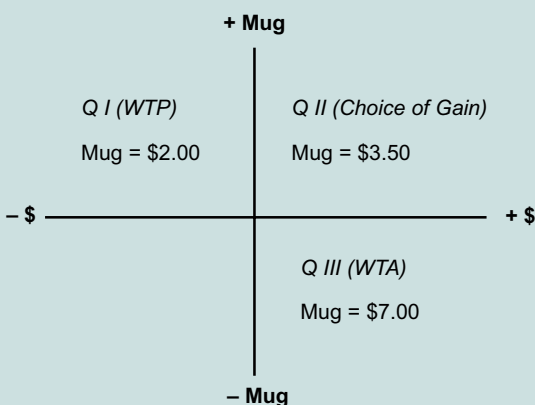 + Mug
Q I (WTP)
Mug = $2.00
Q II (Choice of Gain)
Mug = $3.50
– $
+ $
Q III (WTA)
Mug = $7.00
– Mug